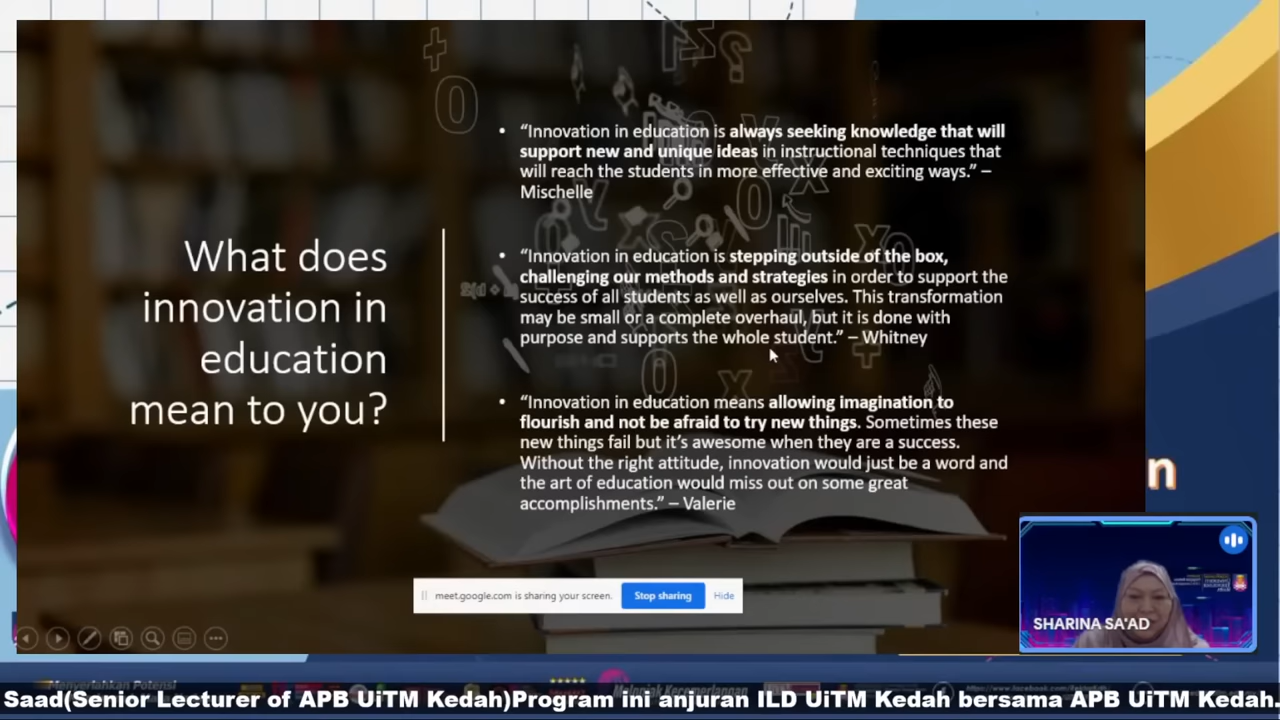 What does
innovation in
education
mean to you?
• “Innovation in education is always seeking knowledge that will
support new and unique ideas in instructional techniques that
will reach the students in more effective and exciting ways.” –
Mischelle
• “Innovation in education is stepping outside of the box,
challenging our methods and strategies in order to support the
success of all students as well as ourselves. This transformation
may be small or a complete overhaul, but it is done with
purpose and supports the whole student.” – Whitney
• “Innovation in education means allowing imagination to
flourish and not be afraid to try new things. Sometimes these
new things fail but it’s awesome when they are a success.
Without the right attitude, innovation would just be a word and
the art of education would miss out on some great
accomplishments.” – Valerie
n
meet.google.com is sharing your screen. Stop sharing Hide
SHARINA SA'AD
Menyerlahkan Potensi
Melonjak Kecemerlangan
Saad(Senior Lecturer of APB UiTM Kedah)Program ini anjuran ILD UiTM Kedah bersama APB UiTM Kedah.